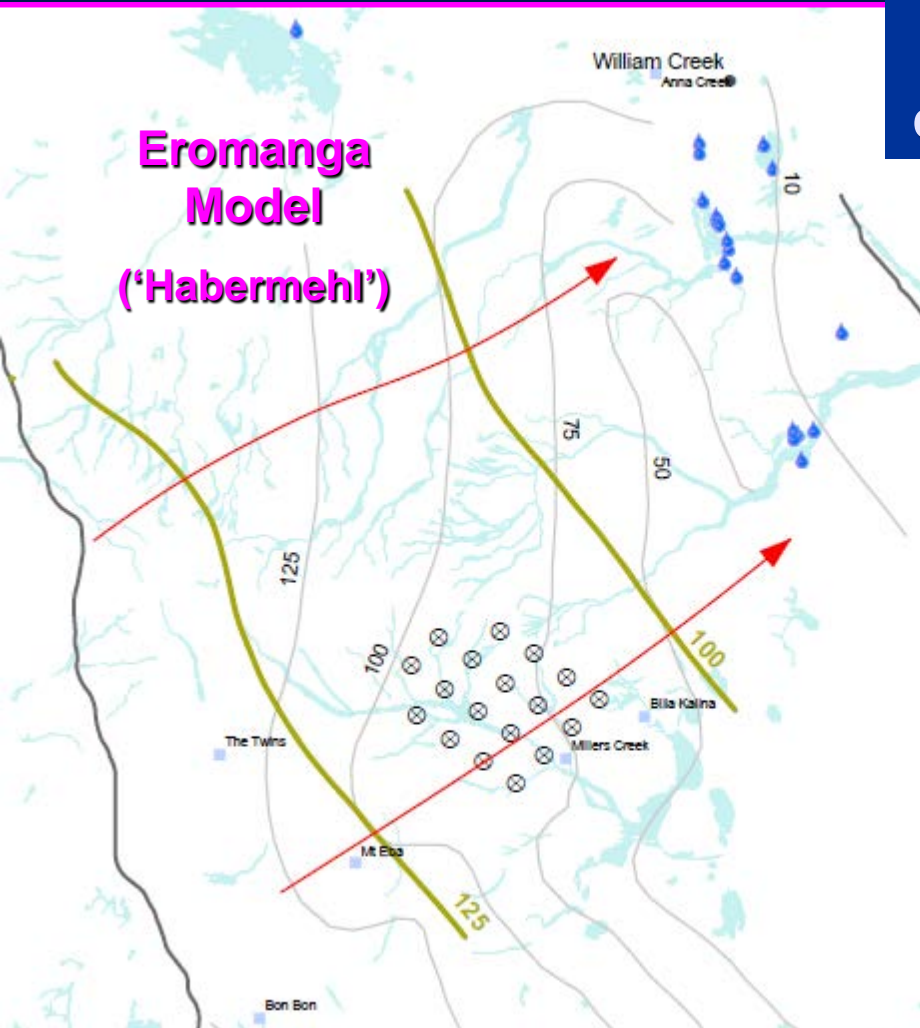 William Creek
Anna Creek
Eromanga
Model
(‘Habermehl’)
10
75
50
125
100
100
Billa Kalina
The Twins
Millers Creek
Mt Eba
125
Bon Bon